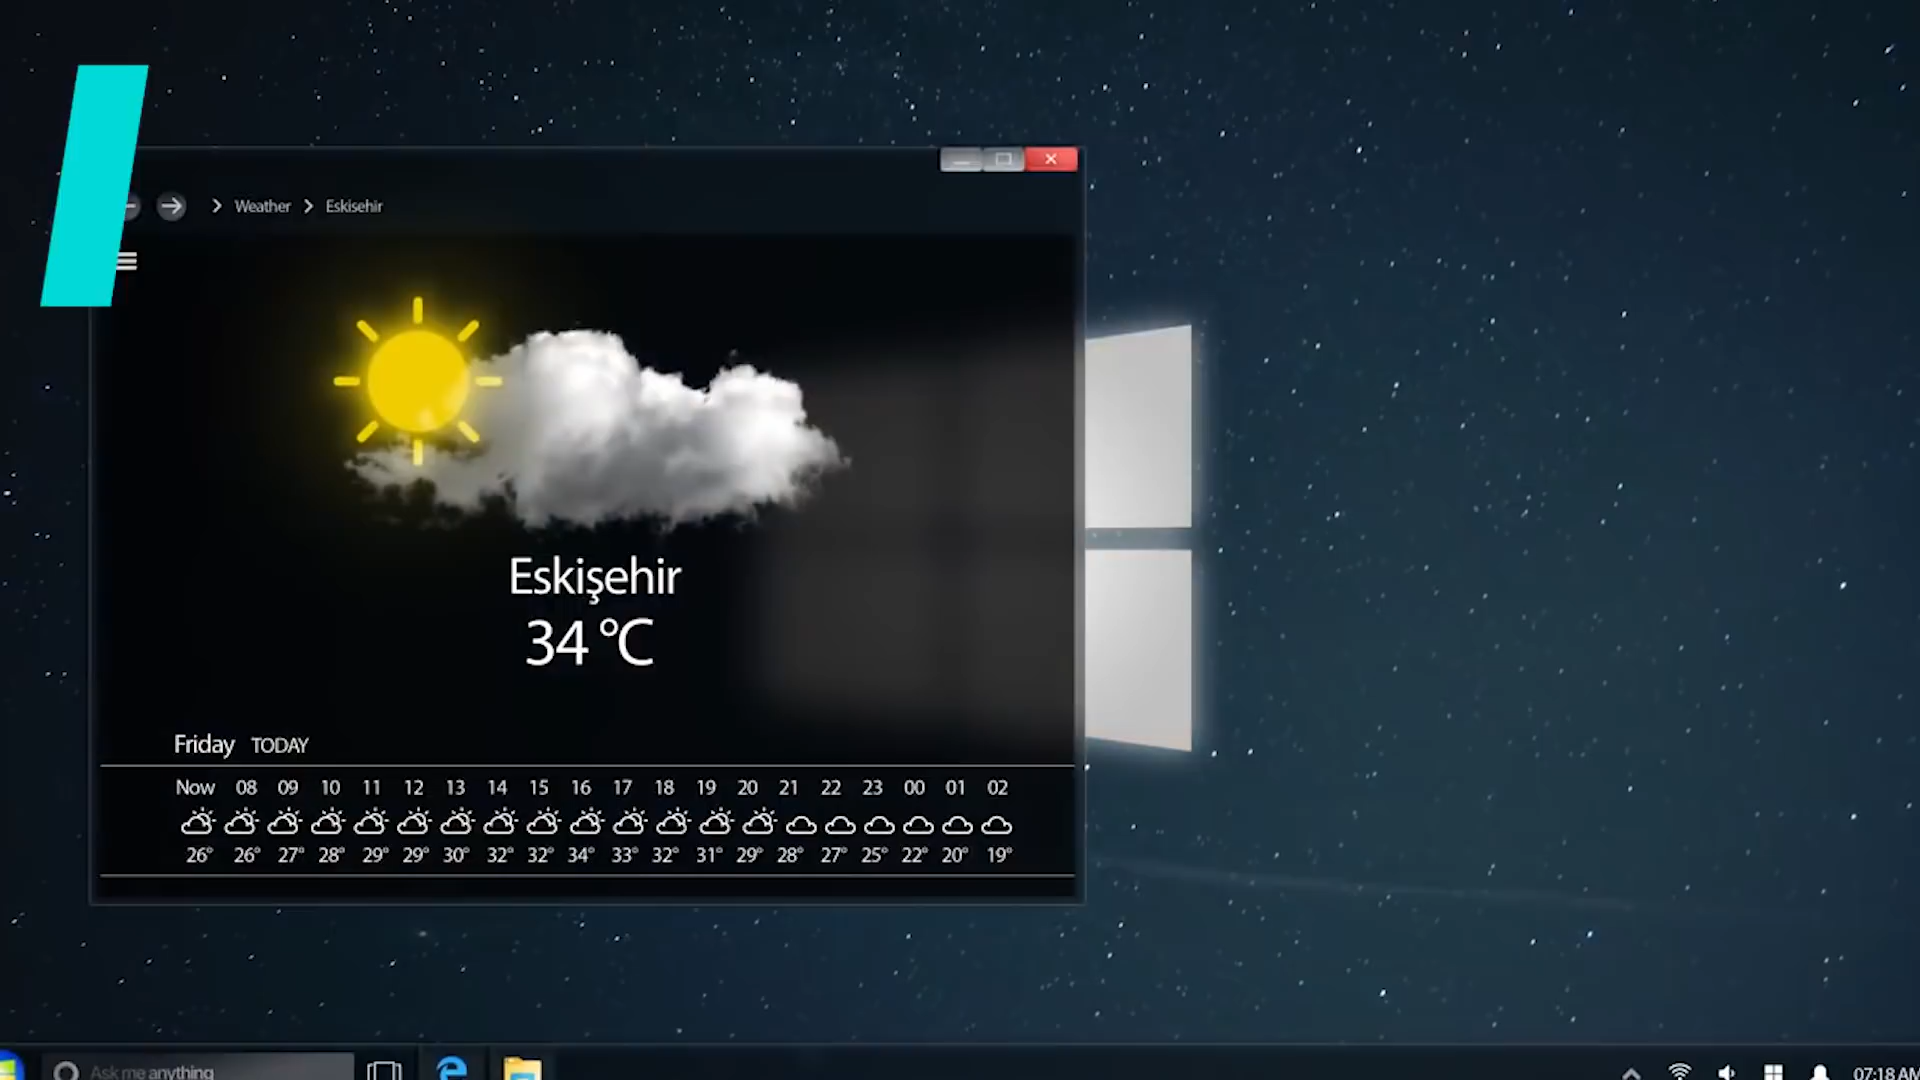 Weather Eskisehir
Eskişehir
34 °C
Friday TODAY
Now 08 09 10 11 12 13 14 15 16 17 18 19 20 21 22 23 00 01 02
26° 26° 27° 28° 29° 29° 30° 32° 32° 34° 33° 32° 31° 29° 28° 27° 25° 22° 20° 19°
Ask me anything
07:18 AM